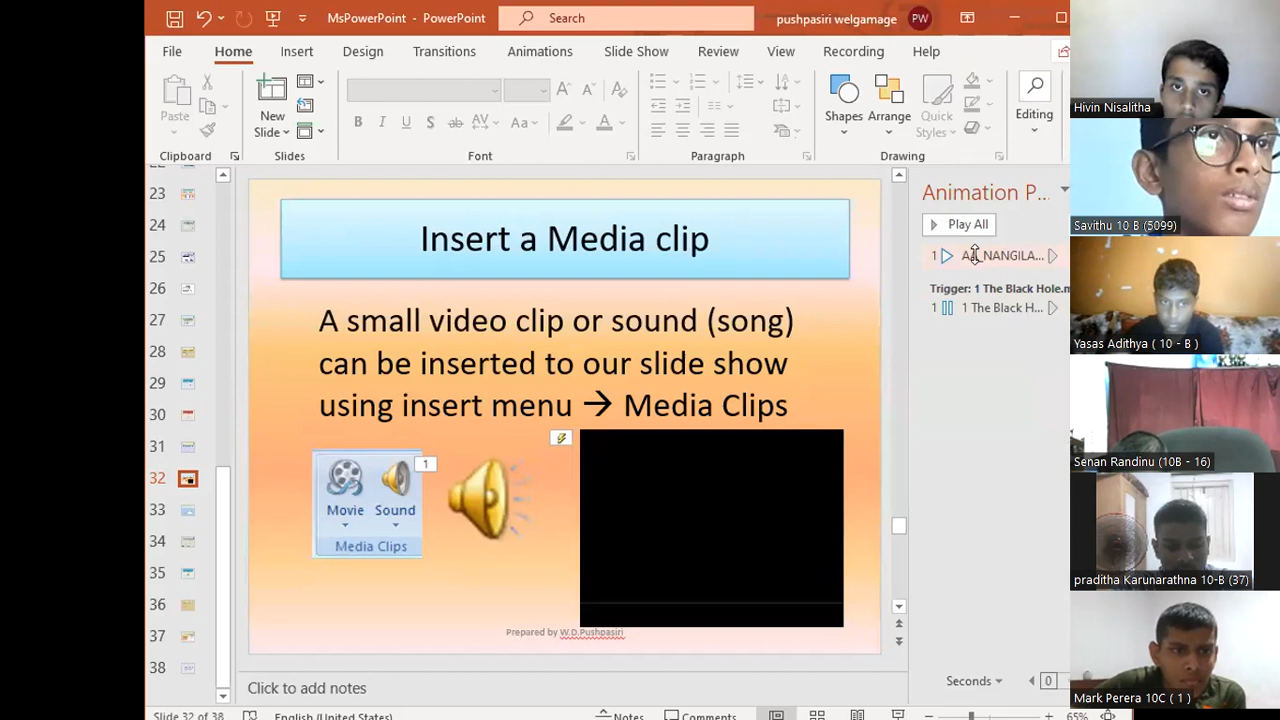 MsPowerPoint - PowerPoint
Search
pushpasiri welgamage
PW
File Home Insert Design Transitions Animations Slide Show Review View Recording Help
Paste
New Slide
Shapes
Arrange
Quick Styles
Editing
Clipboard
Slides
Font
Paragraph
Drawing
23
24
25
26
27
28
29
30
31
32
33
34
35
36
37
38
Insert a Media clip
A small video clip or sound (song)
can be inserted to our slide show
using insert menu → Media Clips
1
Movie
Sound
Media Clips
Prepared by W.D.Pushpasiri
Click to add notes
Animation P...
Play All
1 NANGILA...
Trigger: 1 The Black Hole.m
1 1 The Black H...
Seconds
0
Slide 32 of 38
English (United States)
Notes
Comments
65%
Hivin Nisalitha
Savithu 10 B (5099)
Yasas Adithya ( 10 - B )
Senan Randinu (10B - 16)
praditha Karunarathna 10-B (37)
Mark Perera 10C ( 1 )